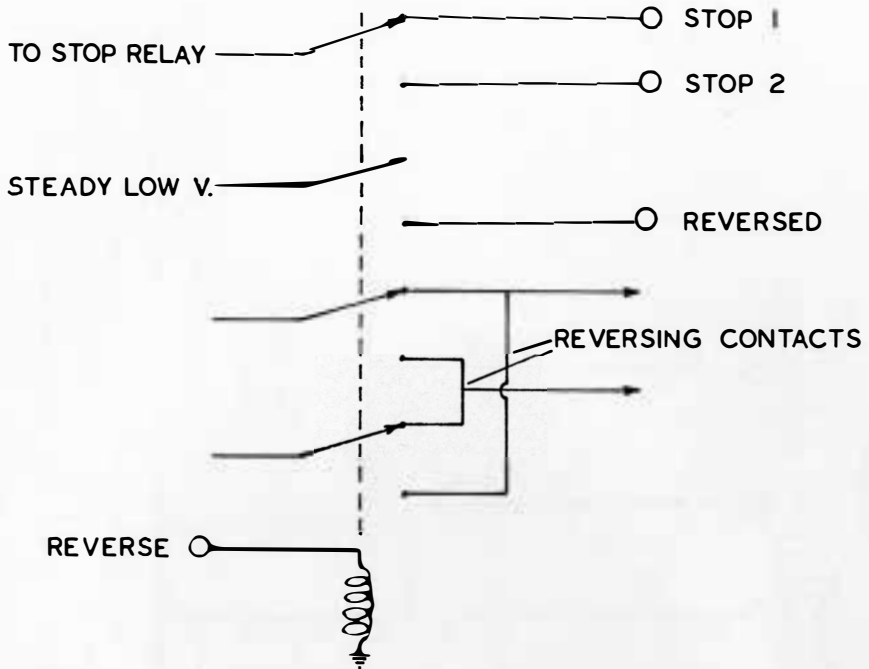 STOP 1
TO STOP RELAY
STOP 2
STEADY LOW V.
REVERSED
REVERSING CONTACTS
REVERSE